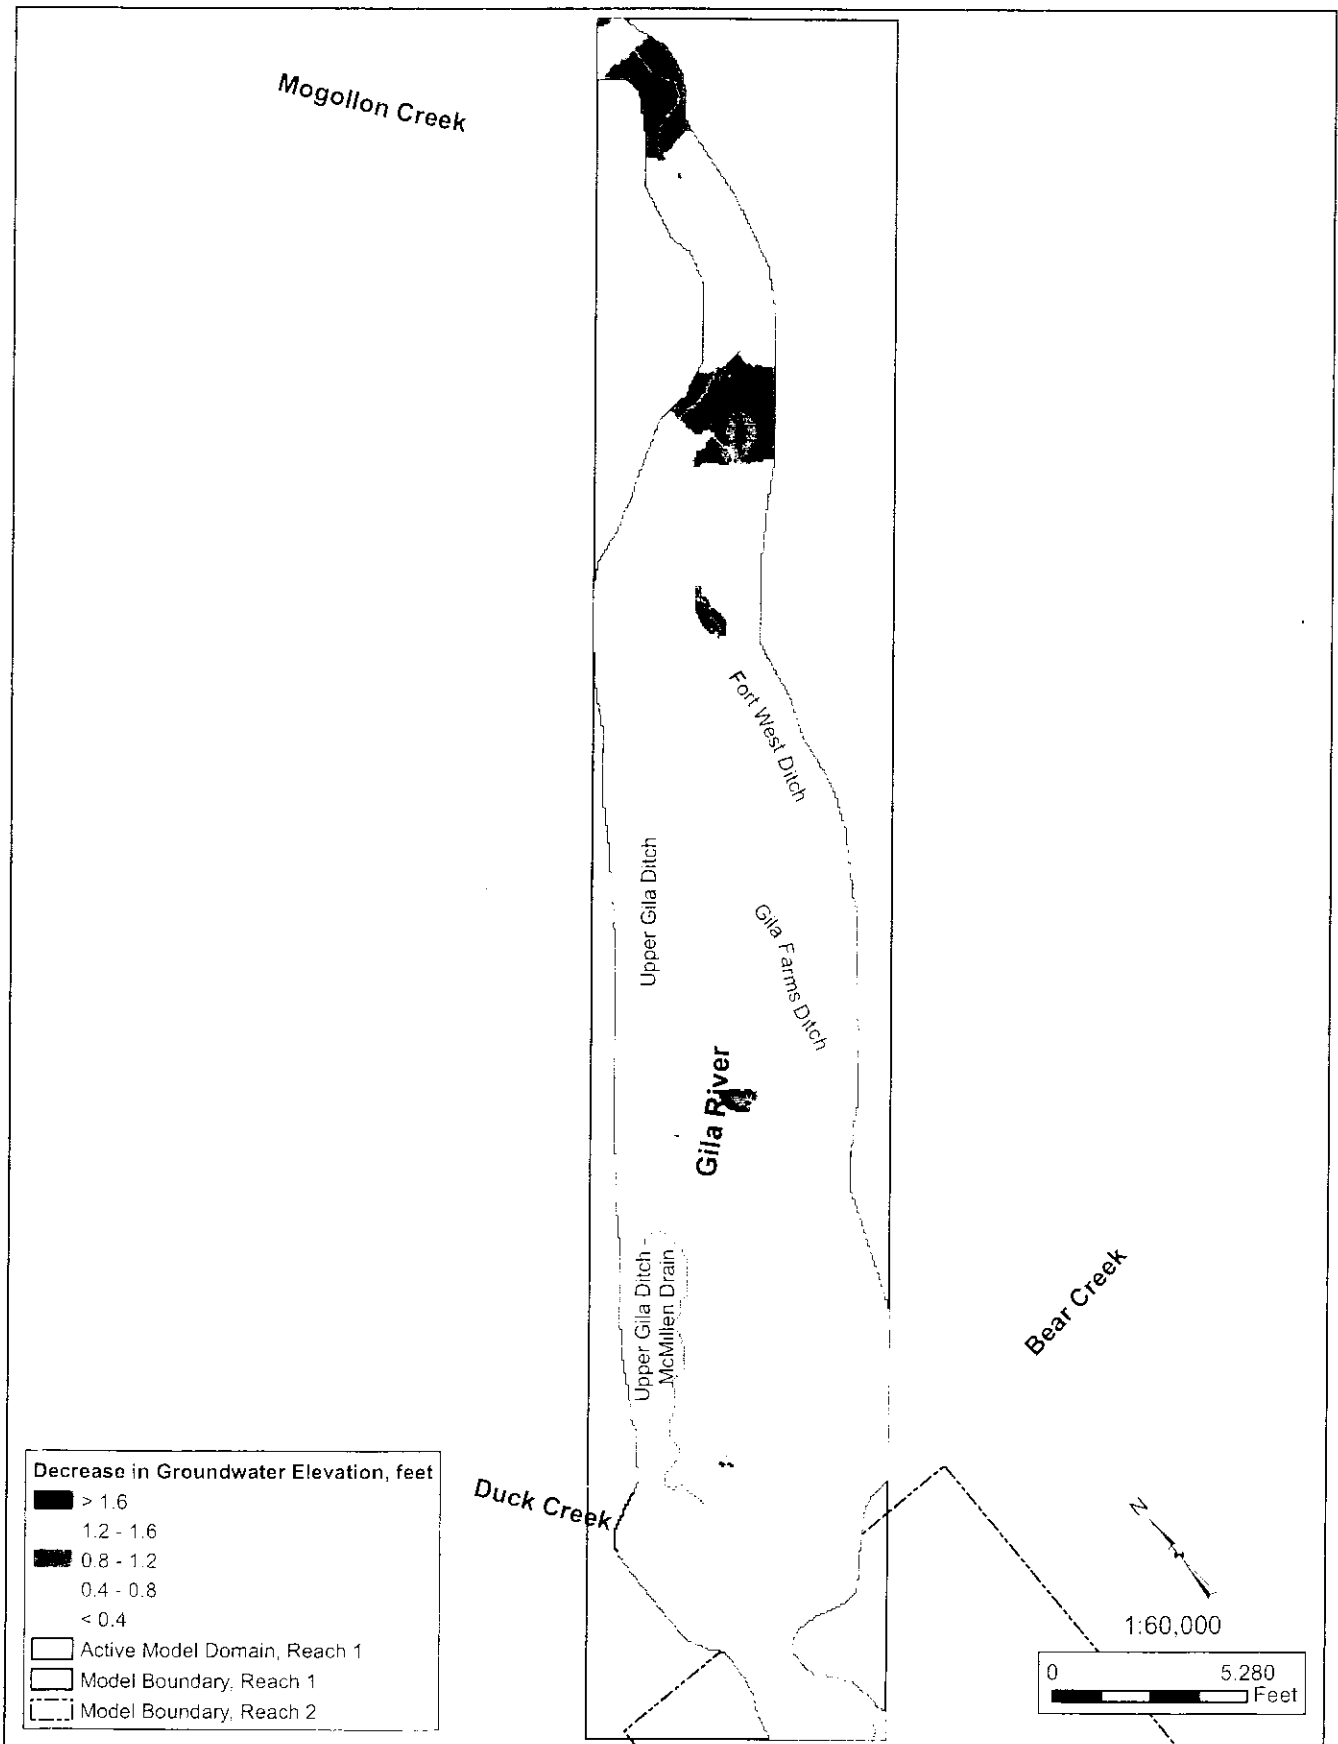 Mogollon Creek
Fort West Ditch
Upper Gila Ditch
Gila Farms Ditch
Gila River
Upper Gila Ditch -
McMillen Drain
Bear Creek
Duck Creek
Decrease in Groundwater Elevation, feet
> 1.6
1.2 - 1.6
0.8 - 1.2
0.4 - 0.8
< 0.4
Active Model Domain, Reach 1
Model Boundary, Reach 1
Model Boundary, Reach 2
N
1:60,000
0 5.280
Feet